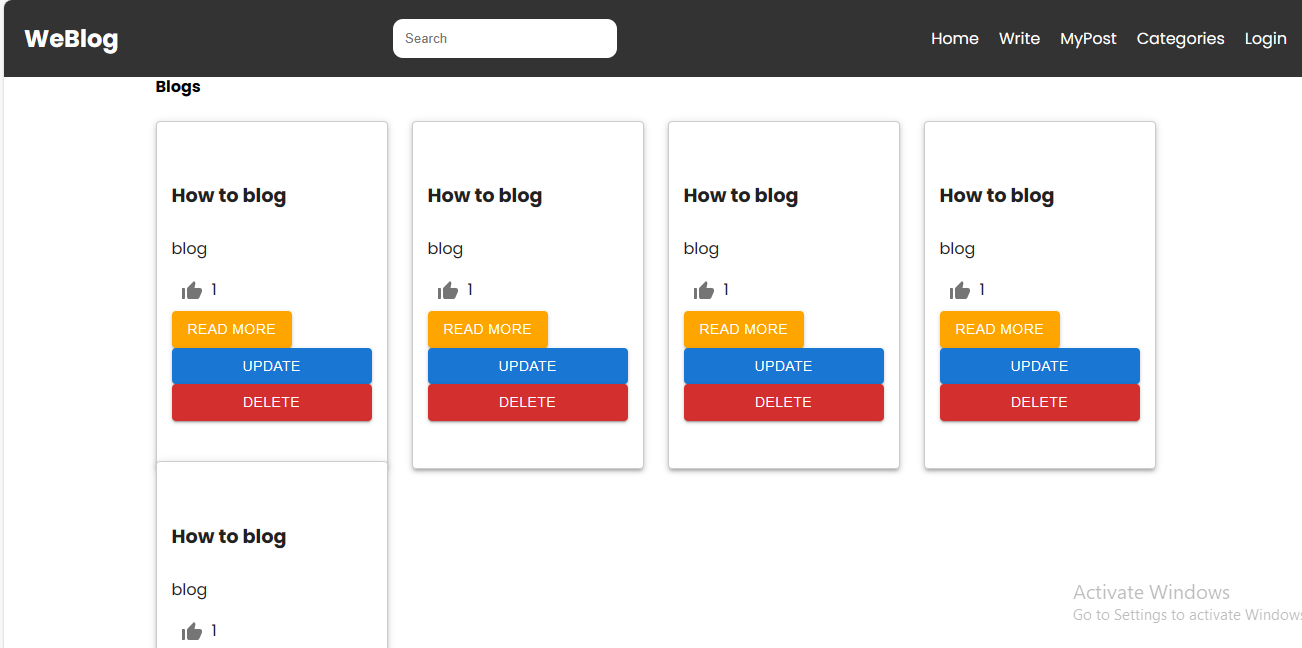 WeBlog Search Home Write MyPost Categories Login
Blogs
How to blog How to blog How to blog How to blog
blog blog blog blog
1 1 1 1
READ MORE READ MORE READ MORE READ MORE
UPDATE UPDATE UPDATE UPDATE
DELETE DELETE DELETE DELETE
How to blog
blog
1
Activate Windows
Go to Settings to activate Windows